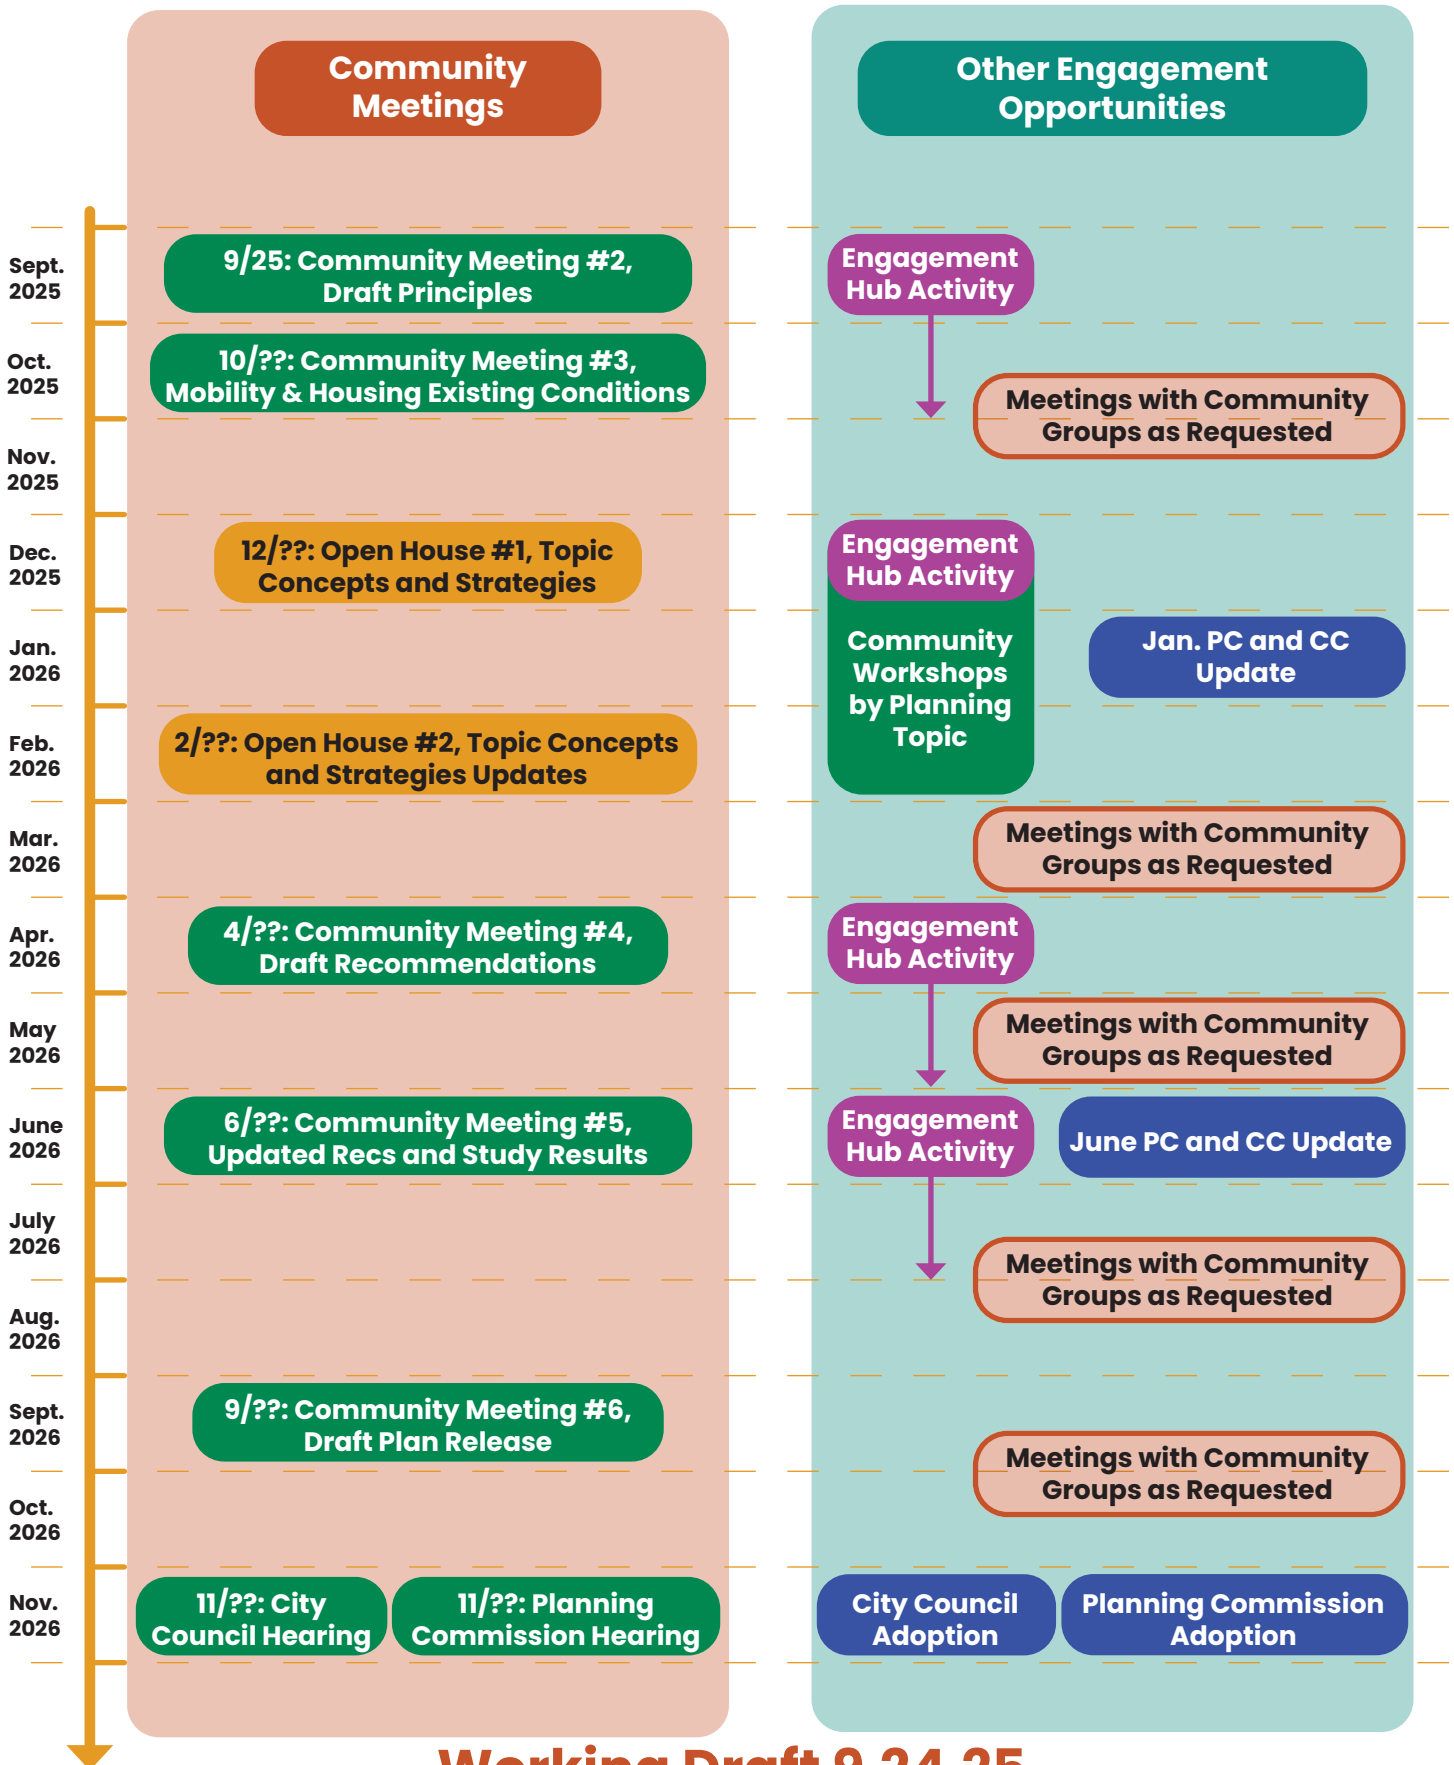 Community
Meetings
Other Engagement
Opportunities
Sept.
2025
9/25: Community Meeting #2,
Draft Principles
Engagement
Hub Activity
Oct.
2025
10/??: Community Meeting #3,
Mobility & Housing Existing Conditions
Meetings with Community
Groups as Requested
Nov.
2025
Dec.
2025
12/??: Open House #1, Topic
Concepts and Strategies
Engagement
Hub Activity
Community
Workshops
by Planning
Topic
Jan.
2026
Jan. PC and CC
Update
Feb.
2026
2/??: Open House #2, Topic Concepts
and Strategies Updates
Mar.
2026
Meetings with Community
Groups as Requested
Apr.
2026
4/??: Community Meeting #4,
Draft Recommendations
Engagement
Hub Activity
May
2026
Meetings with Community
Groups as Requested
June
2026
6/??: Community Meeting #5,
Updated Recs and Study Results
Engagement
Hub Activity
June PC and CC Update
July
2026
Meetings with Community
Groups as Requested
Aug.
2026
Sept.
2026
9/??: Community Meeting #6,
Draft Plan Release
Meetings with Community
Groups as Requested
Oct.
2026
Nov.
2026
11/??: City
Council Hearing
11/??: Planning
Commission Hearing
City Council
Adoption
Planning Commission
Adoption
Working Draft 9-24-25